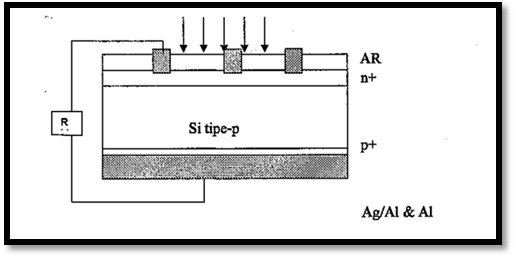 AR
n+
R
Si tipe-p
p+
Ag/Al & Al